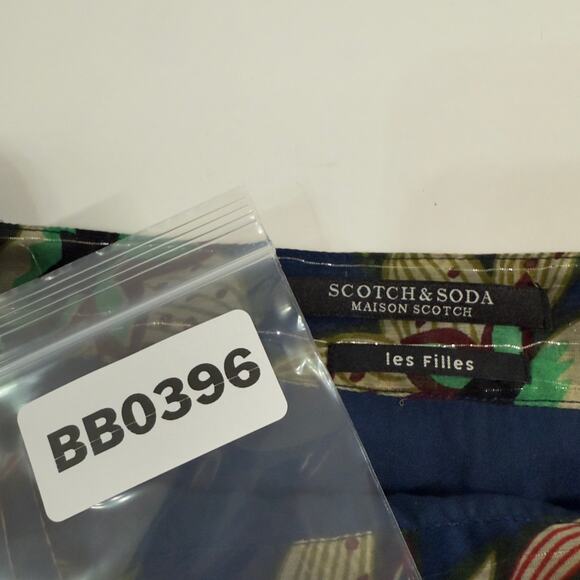 SCOTCH & SODA
MAISON SCOTCH
les Filles
BB0396